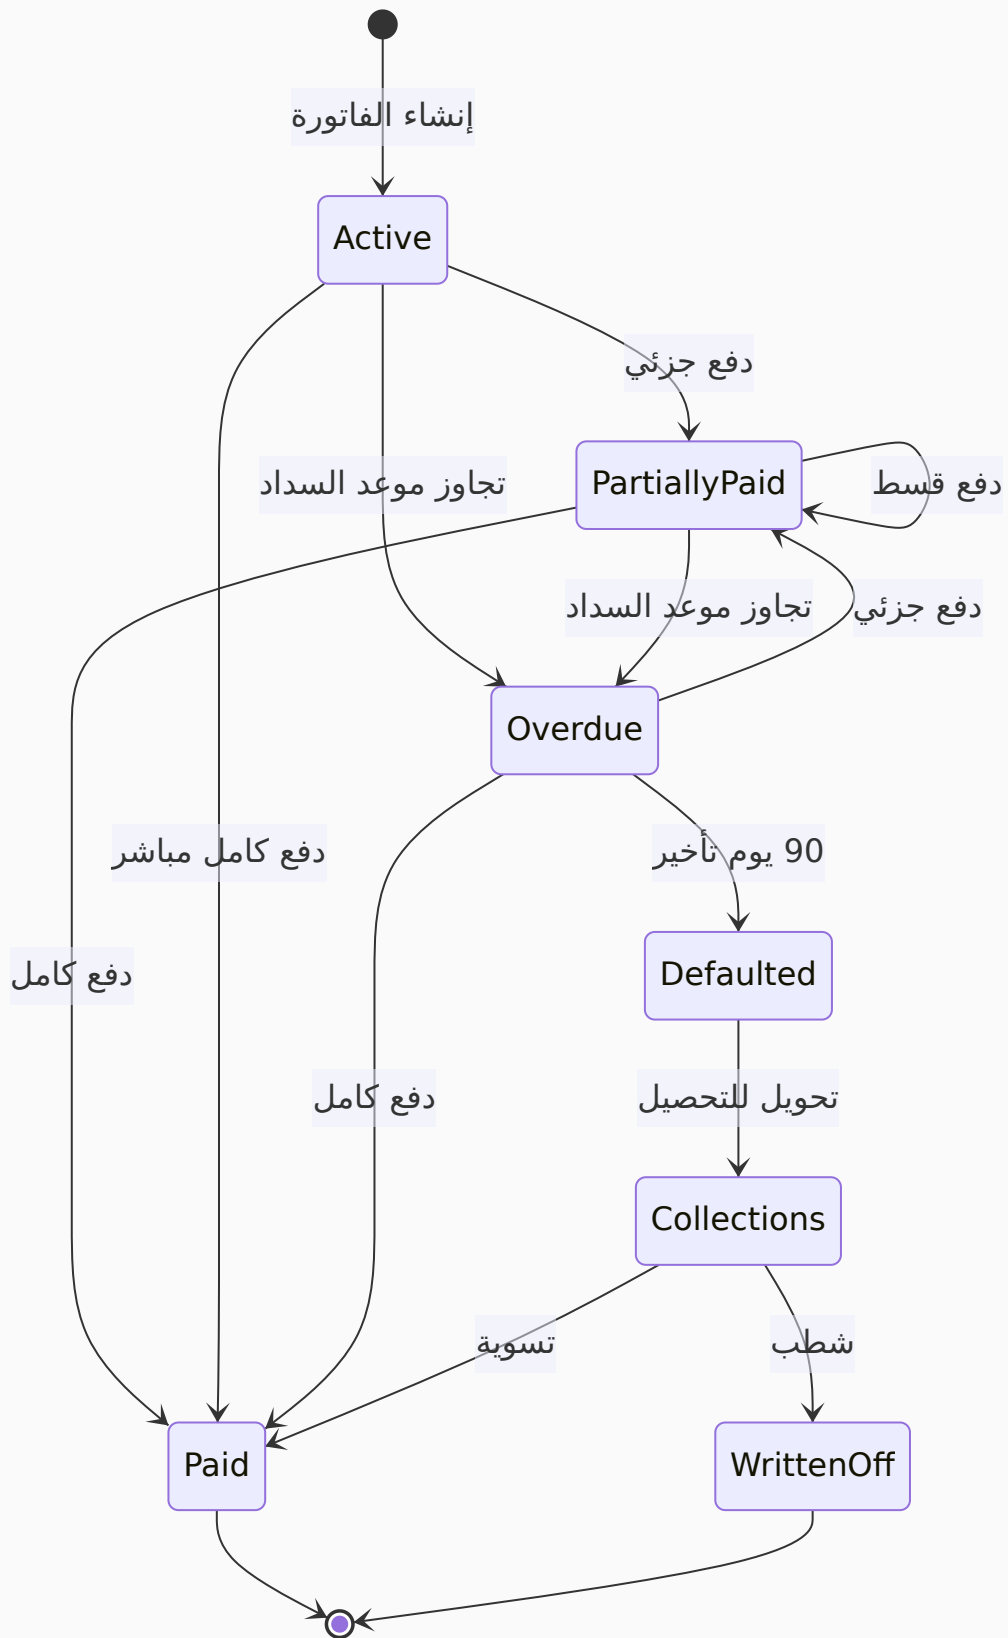 إنشاء الفاتورة
Active
دفع جزئي
تجاوز موعد السداد
PartiallyPaid
دفع قسط
تجاوز موعد السداد
دفع جزئي
Overdue
دفع كامل مباشر
90 يوم تأخير
دفع كامل
Defaulted
دفع كامل
تحويل للتحصيل
Collections
تسوية
شطب
Paid
WrittenOff